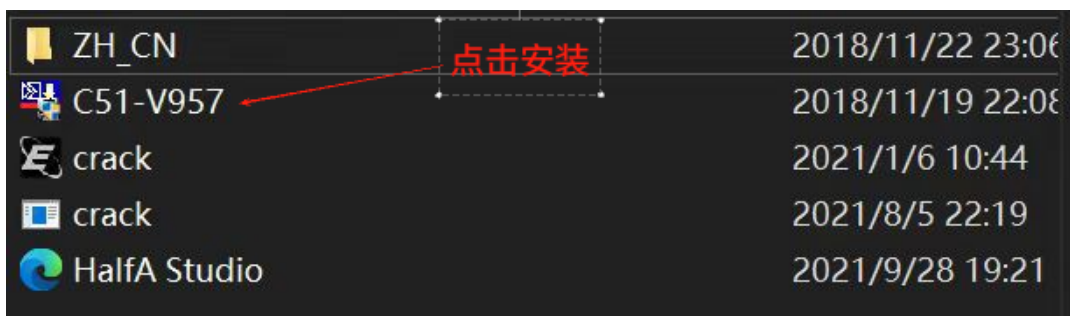 ZH_CN 2018/11/22 23:06
点击安装
C51-V957 2018/11/19 22:08
crack 2021/1/6 10:44
crack 2021/8/5 22:19
HalfA Studio 2021/9/28 19:21